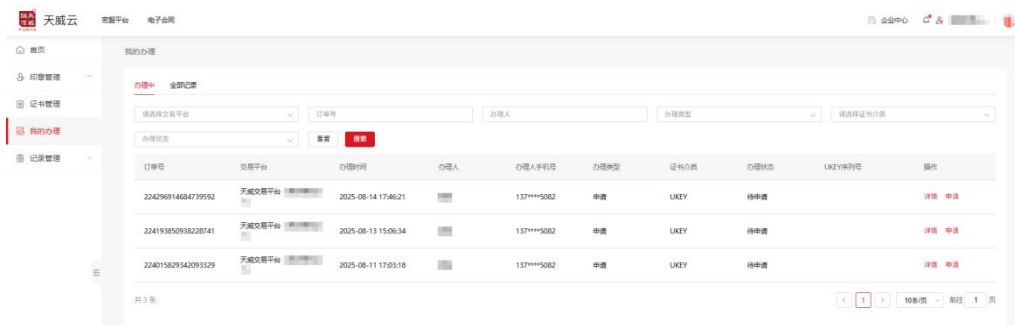 天威云 密服平台 电子合同 企业中心
首页
印章管理
证书管理
我的办理
记录管理
我的办理
办理中 全部记录
请选择交易平台 订单号 办理人 办理类型 请选择证书介质
办理状态 重置 搜索
订单号 交易平台 办理时间 办理人 办理人手机号 办理类型 证书介质 办理状态 UKEY序列号 操作
224296914684739592 天威交易平台 2025-08-14 17:46:21 137****5082 申请 UKEY 待申请 详情 申请
224193850938228741 天威交易平台 2025-08-13 15:06:34 137****5082 申请 UKEY 待申请 详情 申请
224015829342093329 天威交易平台 2025-08-11 17:03:18 137****5082 申请 UKEY 待申请 详情 申请
共 3 条 < 1 > 10条/页 前往 1 页